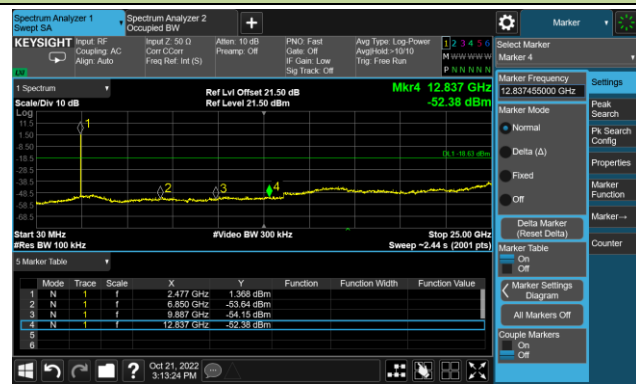 Spectrum Analyzer 1
Swept SA
Spectrum Analyzer 2
Occupied BW
+
Marker
KEYSIGHT
Input: RF
Coupling: AC
Align: Auto
Input Z: 50 Ω
Corr CCorr
Freq Ref: Int (S)
Atten: 10 dB
Preamp: Off
PNO: Fast
Gate: Off
IF Gain: Low
Sig Track: Off
Avg Type: Log-Power
Avg|Hold:>10/10
Trig: Free Run
1 2 3 4 5 6
M W W W W W
P N N N N N
LXI
Select Marker
Marker 4
1 Spectrum
Scale/Div 10 dB
Ref Lvl Offset 21.50 dB
Ref Level 21.50 dBm
Mkr4 12.837 GHz
-52.38 dBm
Log
11.5
1.50
-8.50
-18.5
-28.5
-38.5
-48.5
-58.5
-68.5
1
2
3
4
DL1 -18.63 dBm
Start 30 MHz
#Res BW 100 kHz
#Video BW 300 kHz
Stop 25.00 GHz
Sweep ~2.44 s (2001 pts)
5 Marker Table
Mode Trace Scale X Y Function Function Width Function Value
1 N 1 f 2.477 GHz 1.368 dBm
2 N 1 f 6.850 GHz -53.64 dBm
3 N 1 f 9.887 GHz -54.15 dBm
4 N 1 f 12.837 GHz -52.38 dBm
5
6
Marker Frequency
12.837455000 GHz
Marker Mode
Normal
Delta (Δ)
Fixed
Off
Delta Marker
(Reset Delta)
Marker Table
On
Off
Marker Settings
Diagram
All Markers Off
Couple Markers
On
Off
Settings
Peak
Search
Pk Search
Config
Properties
Marker
Function
Marker→
Counter
?
Oct 21, 2022
3:13:24 PM